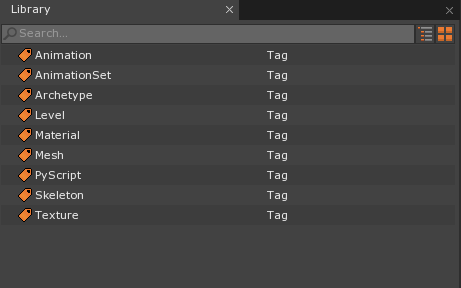 Library
Search...
Animation Tag
AnimationSet Tag
Archetype Tag
Level Tag
Material Tag
Mesh Tag
PyScript Tag
Skeleton Tag
Texture Tag